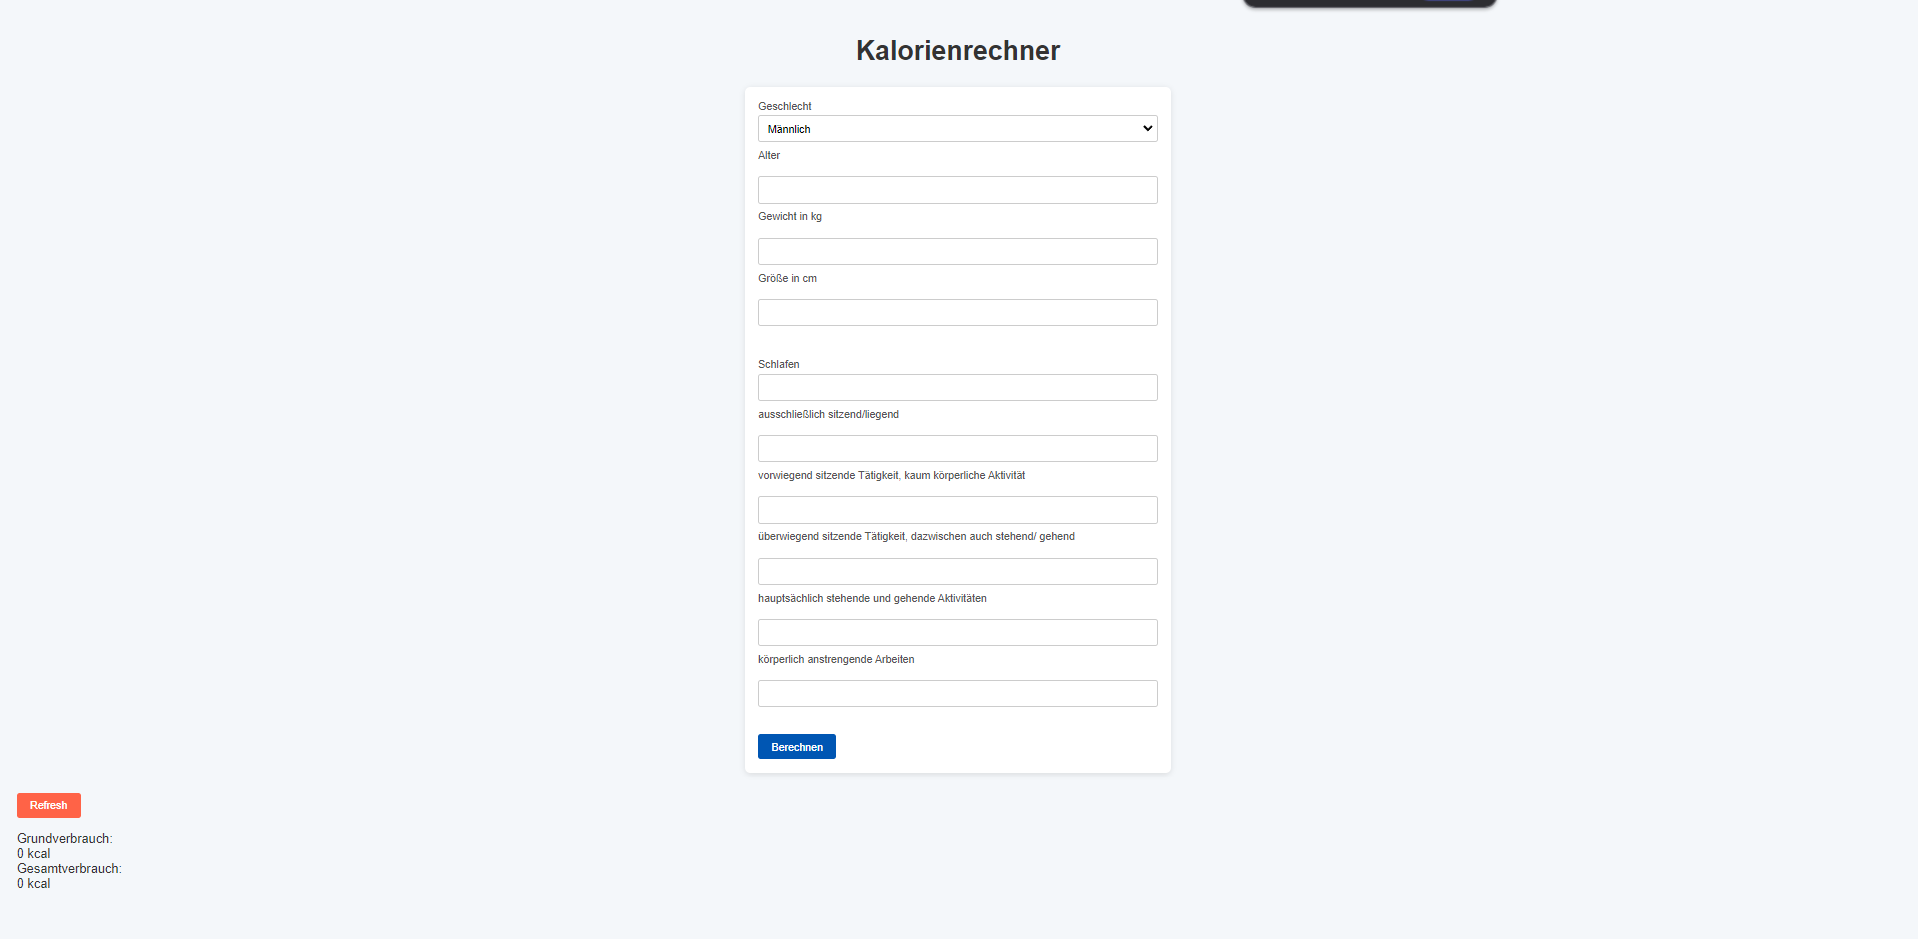 Kalorienrechner
Geschlecht
Männlich
Alter
Gewicht in kg
Größe in cm
Schlafen
ausschließlich sitzend/liegend
vorwiegend sitzende Tätigkeit, kaum körperliche Aktivität
überwiegend sitzende Tätigkeit, dazwischen auch stehend/ gehend
hauptsächlich stehende und gehende Aktivitäten
körperlich anstrengende Arbeiten
Berechnen
Refresh
Grundverbrauch:
0 kcal
Gesamtverbrauch:
0 kcal